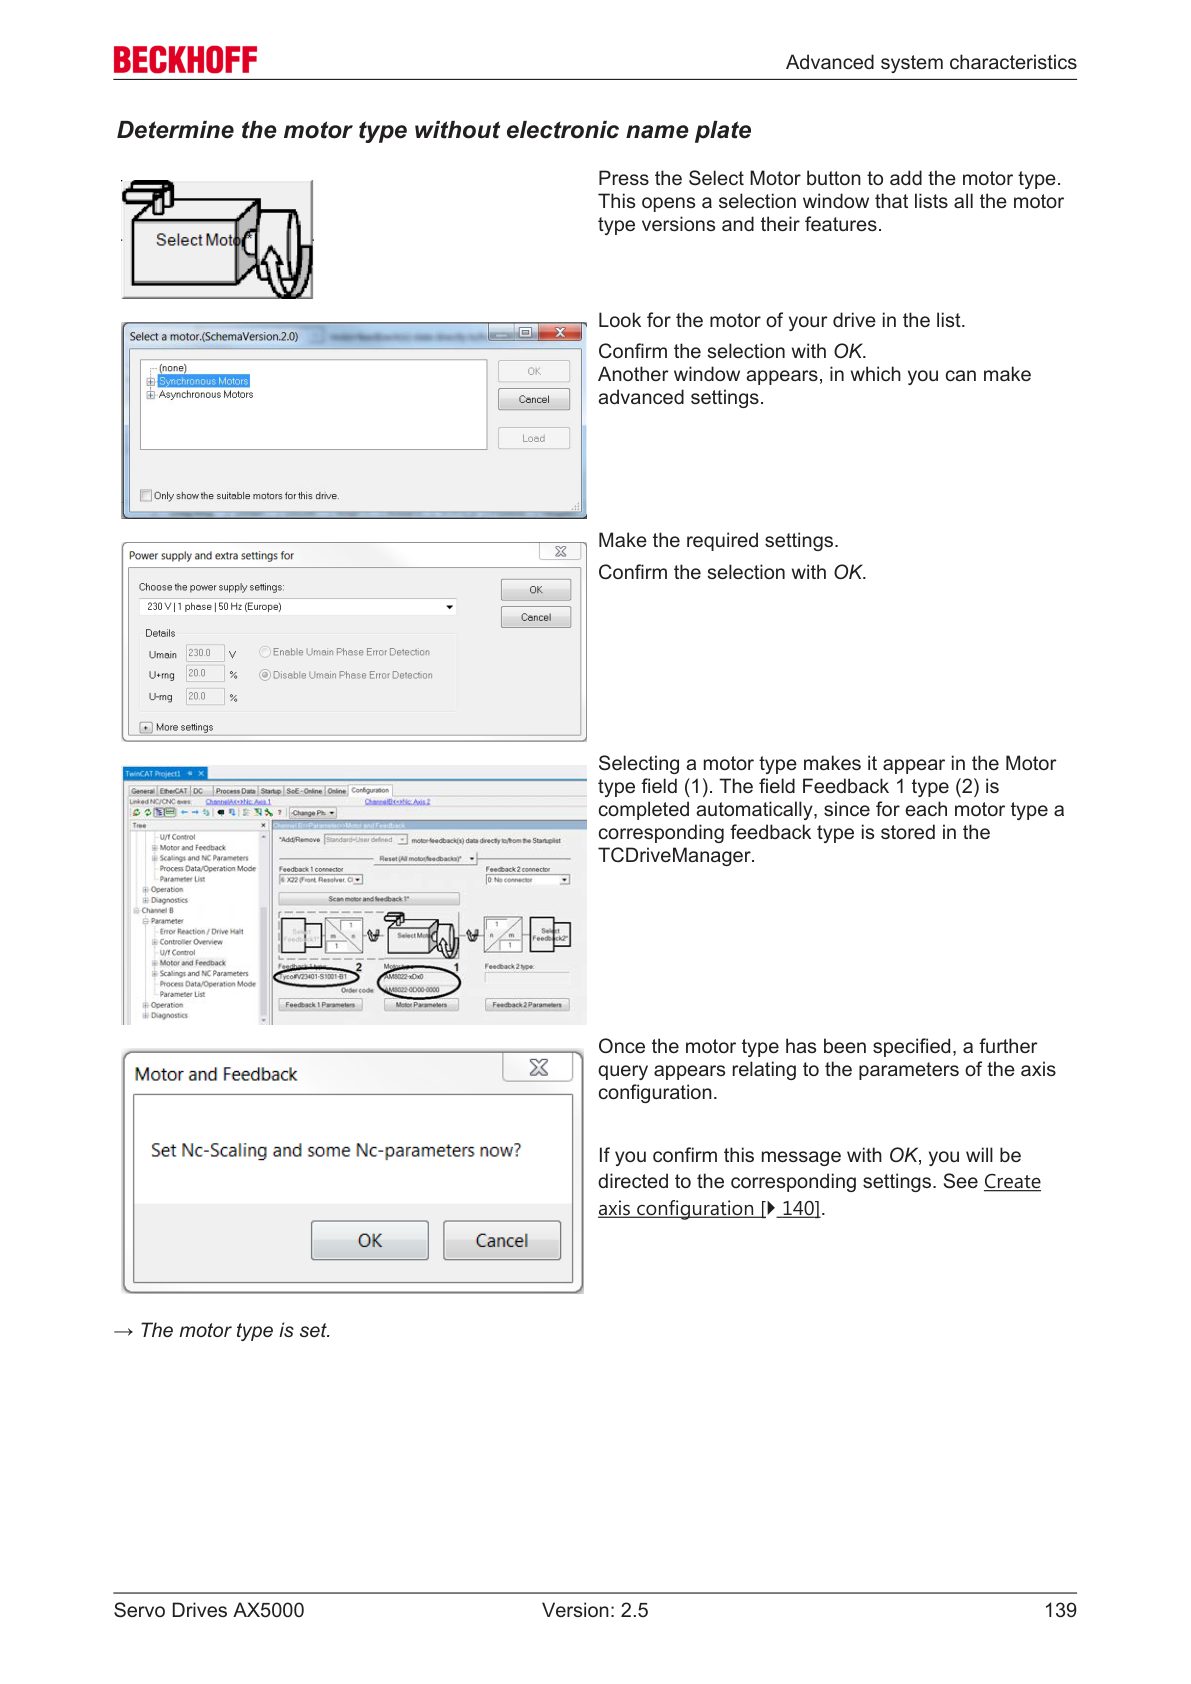 BECKHOFF
Advanced system characteristics
Determine the motor type without electronic name plate
Select Motor*
Press the Select Motor button to add the motor type.
This opens a selection window that lists all the motor
type versions and their features.
Select a motor.(SchemaVersion.2.0)
(none)
Synchronous Motors
Asynchronous Motors
OK
Cancel
Load
Only show the suitable motors for this drive.
Look for the motor of your drive in the list.
Confirm the selection with OK.
Another window appears, in which you can make
advanced settings.
Power supply and extra settings for
Choose the power supply settings:
230 V | 1 phase | 50 Hz (Europe)
OK
Cancel
Details
Umain 230.0 V
Enable Umain Phase Error Detection
U+rng 20.0 %
Disable Umain Phase Error Detection
U-rng 20.0 %
More settings
Make the required settings.
Confirm the selection with OK.
TwinCAT Project1
General EtherCAT DC Process Data Startup SoE - Online Online Configuration
Linked NC/CNC axes: ChannelA<>Nc.Axis 1 ChannelB<>Nc.Axis 2
-Change Ph
Tree
Channel B>>Parameter>>Motor and Feedback
U/f Control
Motor and Feedback
Scalings and NC Parameters
Process Data/Operation Mode
Parameter List
Operation
Diagnostics
Channel B
Parameter
Error Reaction / Drive Halt
Controller Overview
U/f Control
Motor and Feedback
Scalings and NC Parameters
Process Data/Operation Mode
Parameter List
Operation
Diagnostics
*Add/Remove Standard+User defined motor-feedback(s) data directly to/from the Startuplist
Reset (All motor/feedbacks)*
Feedback 1 connector
Feedback 2 connector
6: X22 (Front, Resolver, Cl
0: No connector
Scan motor and feedback 1*
Select Feedback1*
1 m n 1
Select Moto
1 n m 1
Select Feedback2*
Feedback 1 type: 2
Motor type: 1
Feedback 2 type:
Tyco#V23401-S1001-B1
AM8022-xDx0
Order code
AM8022-0D00-0000
Feedback 1 Parameters
Motor Parameters
Feedback 2 Parameters
Selecting a motor type makes it appear in the Motor
type field (1). The field Feedback 1 type (2) is
completed automatically, since for each motor type a
corresponding feedback type is stored in the
TCDriveManager.
Motor and Feedback
Set Nc-Scaling and some Nc-parameters now?
OK
Cancel
Once the motor type has been specified, a further
query appears relating to the parameters of the axis
configuration.
If you confirm this message with OK, you will be
directed to the corresponding settings. See Create
axis configuration [▶ 140].
→ The motor type is set.
Servo Drives AX5000
Version: 2.5
139